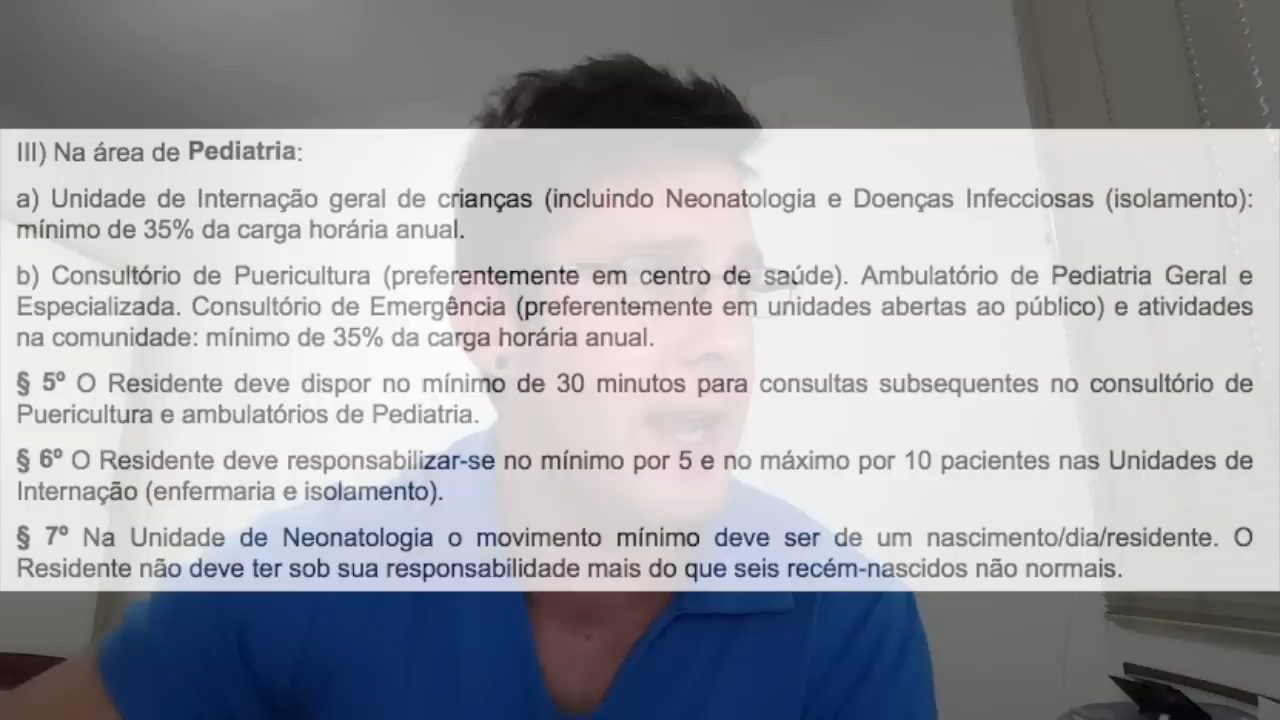 III) Na área de Pediatria:
a) Unidade de Internação geral de crianças (incluindo Neonatologia e Doenças Infecciosas (isolamento):
mínimo de 35% da carga horária anual.
b) Consultório de Puericultura (preferentemente em centro de saúde). Ambulatório de Pediatria Geral e
Especializada. Consultório de Emergência (preferentemente em unidades abertas ao público) e atividades
na comunidade: mínimo de 35% da carga horária anual.
§ 5º O Residente deve dispor no mínimo de 30 minutos para consultas subsequentes no consultório de
Puericultura e ambulatórios de Pediatria.
§ 6º O Residente deve responsabilizar-se no mínimo por 5 e no máximo por 10 pacientes nas Unidades de
Internação (enfermaria e isolamento).
§ 7º Na Unidade de Neonatologia o movimento mínimo deve ser de um nascimento/dia/residente. O
Residente não deve ter sob sua responsabilidade mais do que seis recém-nascidos não normais.